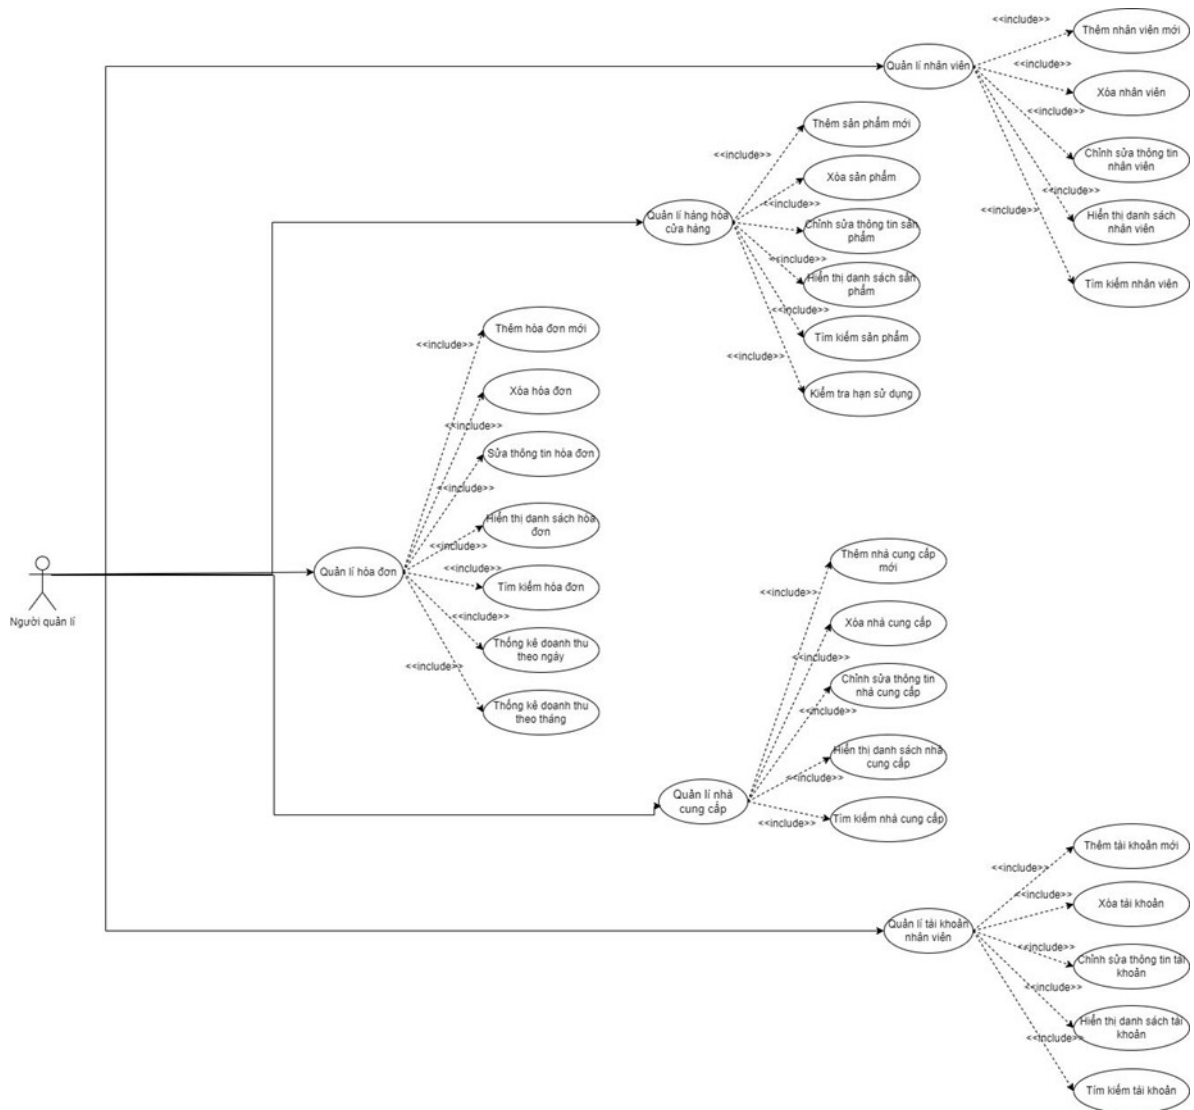 <<include>>
Thêm nhân viên mới
Quản lí nhân viên
<<include>>
Xóa nhân viên
<<include>>
Chỉnh sửa thông tin
nhân viên
<<include>>
Hiển thị danh sách
nhân viên
<<include>>
Tìm kiếm nhân viên
Thêm sản phẩm mới
<<include>>
Xóa sản phẩm
<<include>>
Quản lí hàng hóa
cửa hàng
Chỉnh sửa thông tin sản
phẩm
<<include>>
Hiển thị danh sách sản
phẩm
<<include>>
Tìm kiếm sản phẩm
<<include>>
Kiểm tra hạn sử dụng
Thêm hóa đơn mới
<<include>>
Xóa hóa đơn
<<include>>
Sửa thông tin hóa đơn
<<include>>
Hiển thị danh sách hóa
đơn
<<include>>
Quản lí hóa đơn
<<include>>
Tìm kiếm hóa đơn
<<include>>
Thống kê doanh thu
theo ngày
<<include>>
Thống kê doanh thu
theo tháng
Người quản lí
Thêm nhà cung cấp
mới
<<include>>
Xóa nhà cung cấp
<<include>>
Chỉnh sửa thông tin
nhà cung cấp
<<include>>
Hiển thị danh sách nhà
cung cấp
<<include>>
Quản lí nhà
cung cấp
Tìm kiếm nhà cung cấp
<<include>>
Thêm tài khoản mới
<<include>>
<<include>>
Xóa tài khoản
Quản lí tài khoản
nhân viên
<<include>>
Chỉnh sửa thông tin tài
khoản
<<include>>
Hiển thị danh sách tài
khoản
<<include>>
Tìm kiếm tài khoản